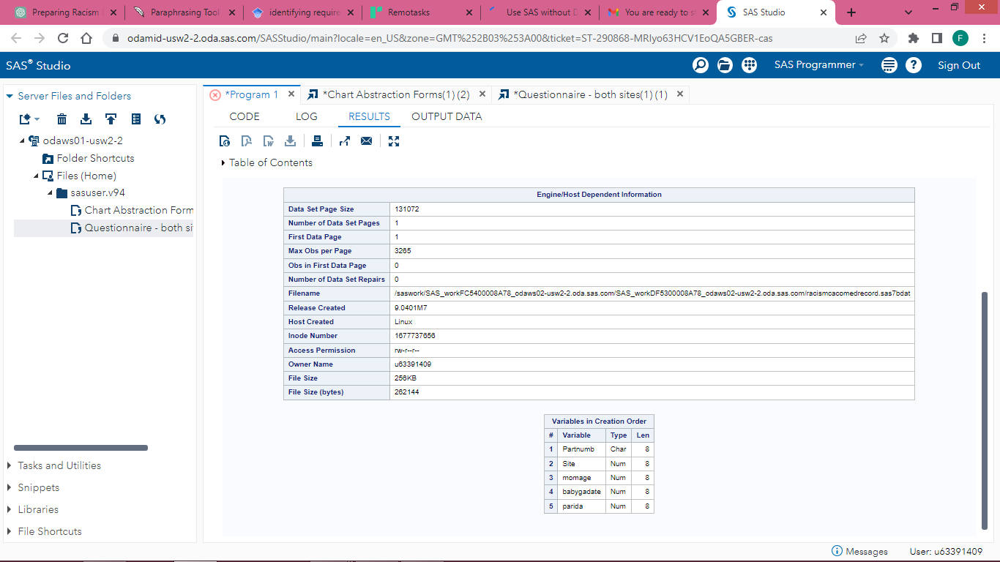 Preparing Racism
Paraphrasing Tool
identifying require
Remotasks
Use SAS without D
You are ready to s
SAS Studio
odamid-usw2-2.oda.sas.com/SASStudio/main?locale=en_US&zone=GMT%252B03%253A00&ticket=ST-290868-MRIyo63HCV1EoQA5GBER-cas
F
SAS® Studio
SAS Programmer
Sign Out
Server Files and Folders
odaws01-usw2-2
Folder Shortcuts
Files (Home)
sasuser.v94
Chart Abstraction Form
Questionnaire - both si
Tasks and Utilities
Snippets
Libraries
File Shortcuts
*Program 1
*Chart Abstraction Forms(1) (2)
*Questionnaire - both sites(1) (1)
CODE LOG RESULTS OUTPUT DATA
Table of Contents
Engine/Host Dependent Information
Data Set Page Size 131072
Number of Data Set Pages 1
First Data Page 1
Max Obs per Page 3265
Obs in First Data Page 0
Number of Data Set Repairs 0
Filename /saswork/SAS_workFC5400008A78_odaws02-usw2-2.oda.sas.com/SAS_workDF5300008A78_odaws02-usw2-2.oda.sas.com/racismcacomedrecord.sas7bdat
Release Created 9.0401M7
Host Created Linux
Inode Number 1677737656
Access Permission rw-r--r--
Owner Name u63391409
File Size 256KB
File Size (bytes) 262144
Variables in Creation Order
# Variable Type Len
1 Partnumb Char 8
2 Site Num 8
3 momage Num 8
4 babygadate Num 8
5 parida Num 8
Messages User: u63391409